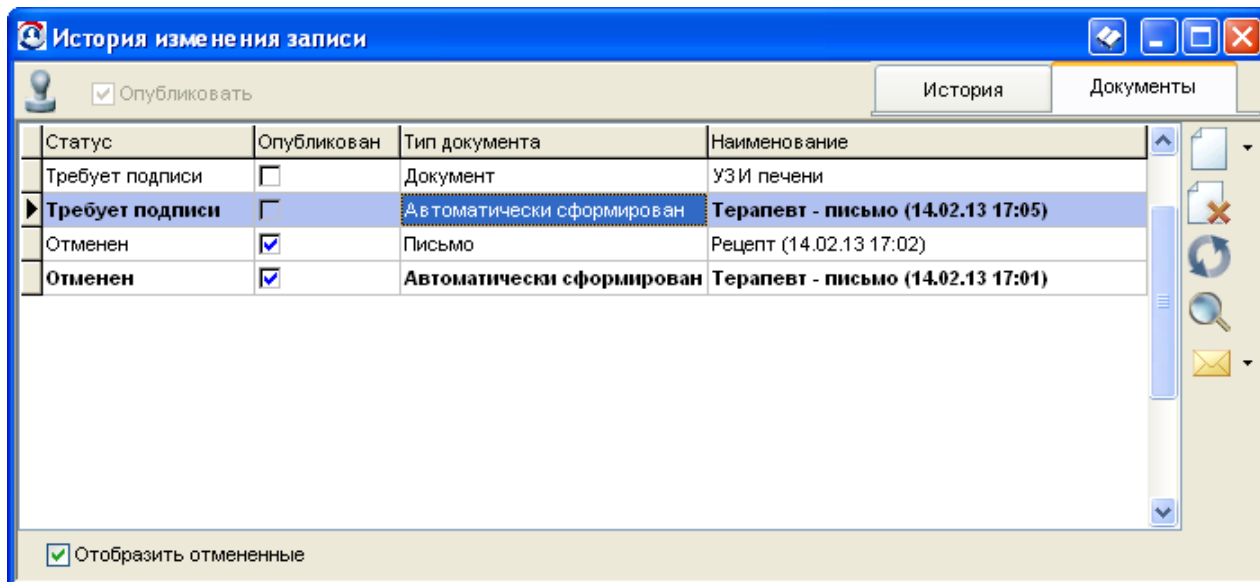 История изменения записи
Опубликовать История Документы
Статус Опубликован Тип документа Наименование
Требует подписи Документ УЗИ печени
Требует подписи Автоматически сформирован Терапевт - письмо (14.02.13 17:05)
Отменен Письмо Рецепт (14.02.13 17:02)
Отменен Автоматически сформирован Терапевт - письмо (14.02.13 17:01)
Отобразить отмененные